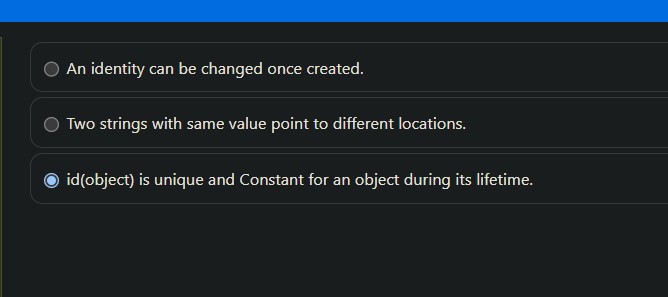 An identity can be changed once created.
Two strings with same value point to different locations.
id(object) is unique and Constant for an object during its lifetime.